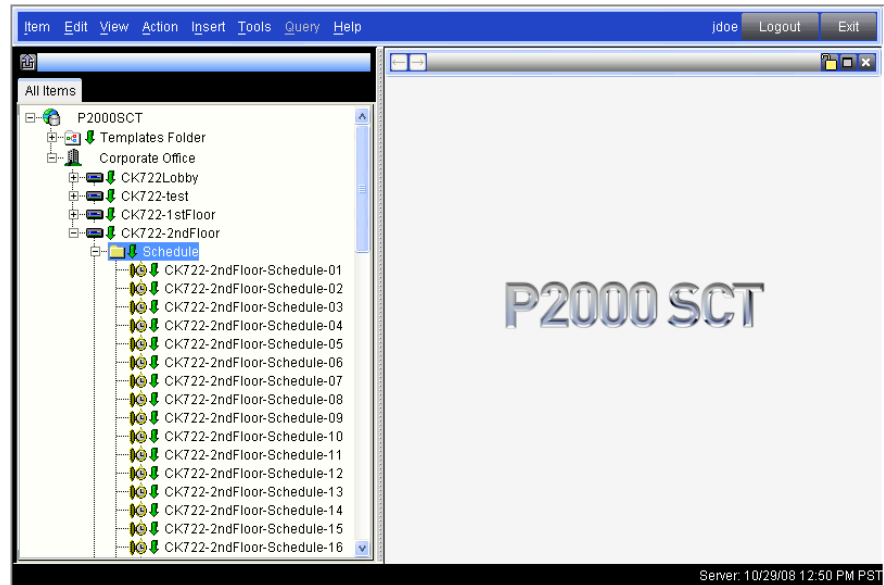 Item Edit View Action Insert Tools Query Help jdoe Logout Exit
All Items
P2000SCT
Templates Folder
Corporate Office
CK722Lobby
CK722-test
CK722-1stFloor
CK722-2ndFloor
Schedule
CK722-2ndFloor-Schedule-01
CK722-2ndFloor-Schedule-02
CK722-2ndFloor-Schedule-03
CK722-2ndFloor-Schedule-04
CK722-2ndFloor-Schedule-05
CK722-2ndFloor-Schedule-06
CK722-2ndFloor-Schedule-07
CK722-2ndFloor-Schedule-08
CK722-2ndFloor-Schedule-09
CK722-2ndFloor-Schedule-10
CK722-2ndFloor-Schedule-11
CK722-2ndFloor-Schedule-12
CK722-2ndFloor-Schedule-13
CK722-2ndFloor-Schedule-14
CK722-2ndFloor-Schedule-15
CK722-2ndFloor-Schedule-16
P2000 SCT
Server: 10/29/08 12:50 PM PST